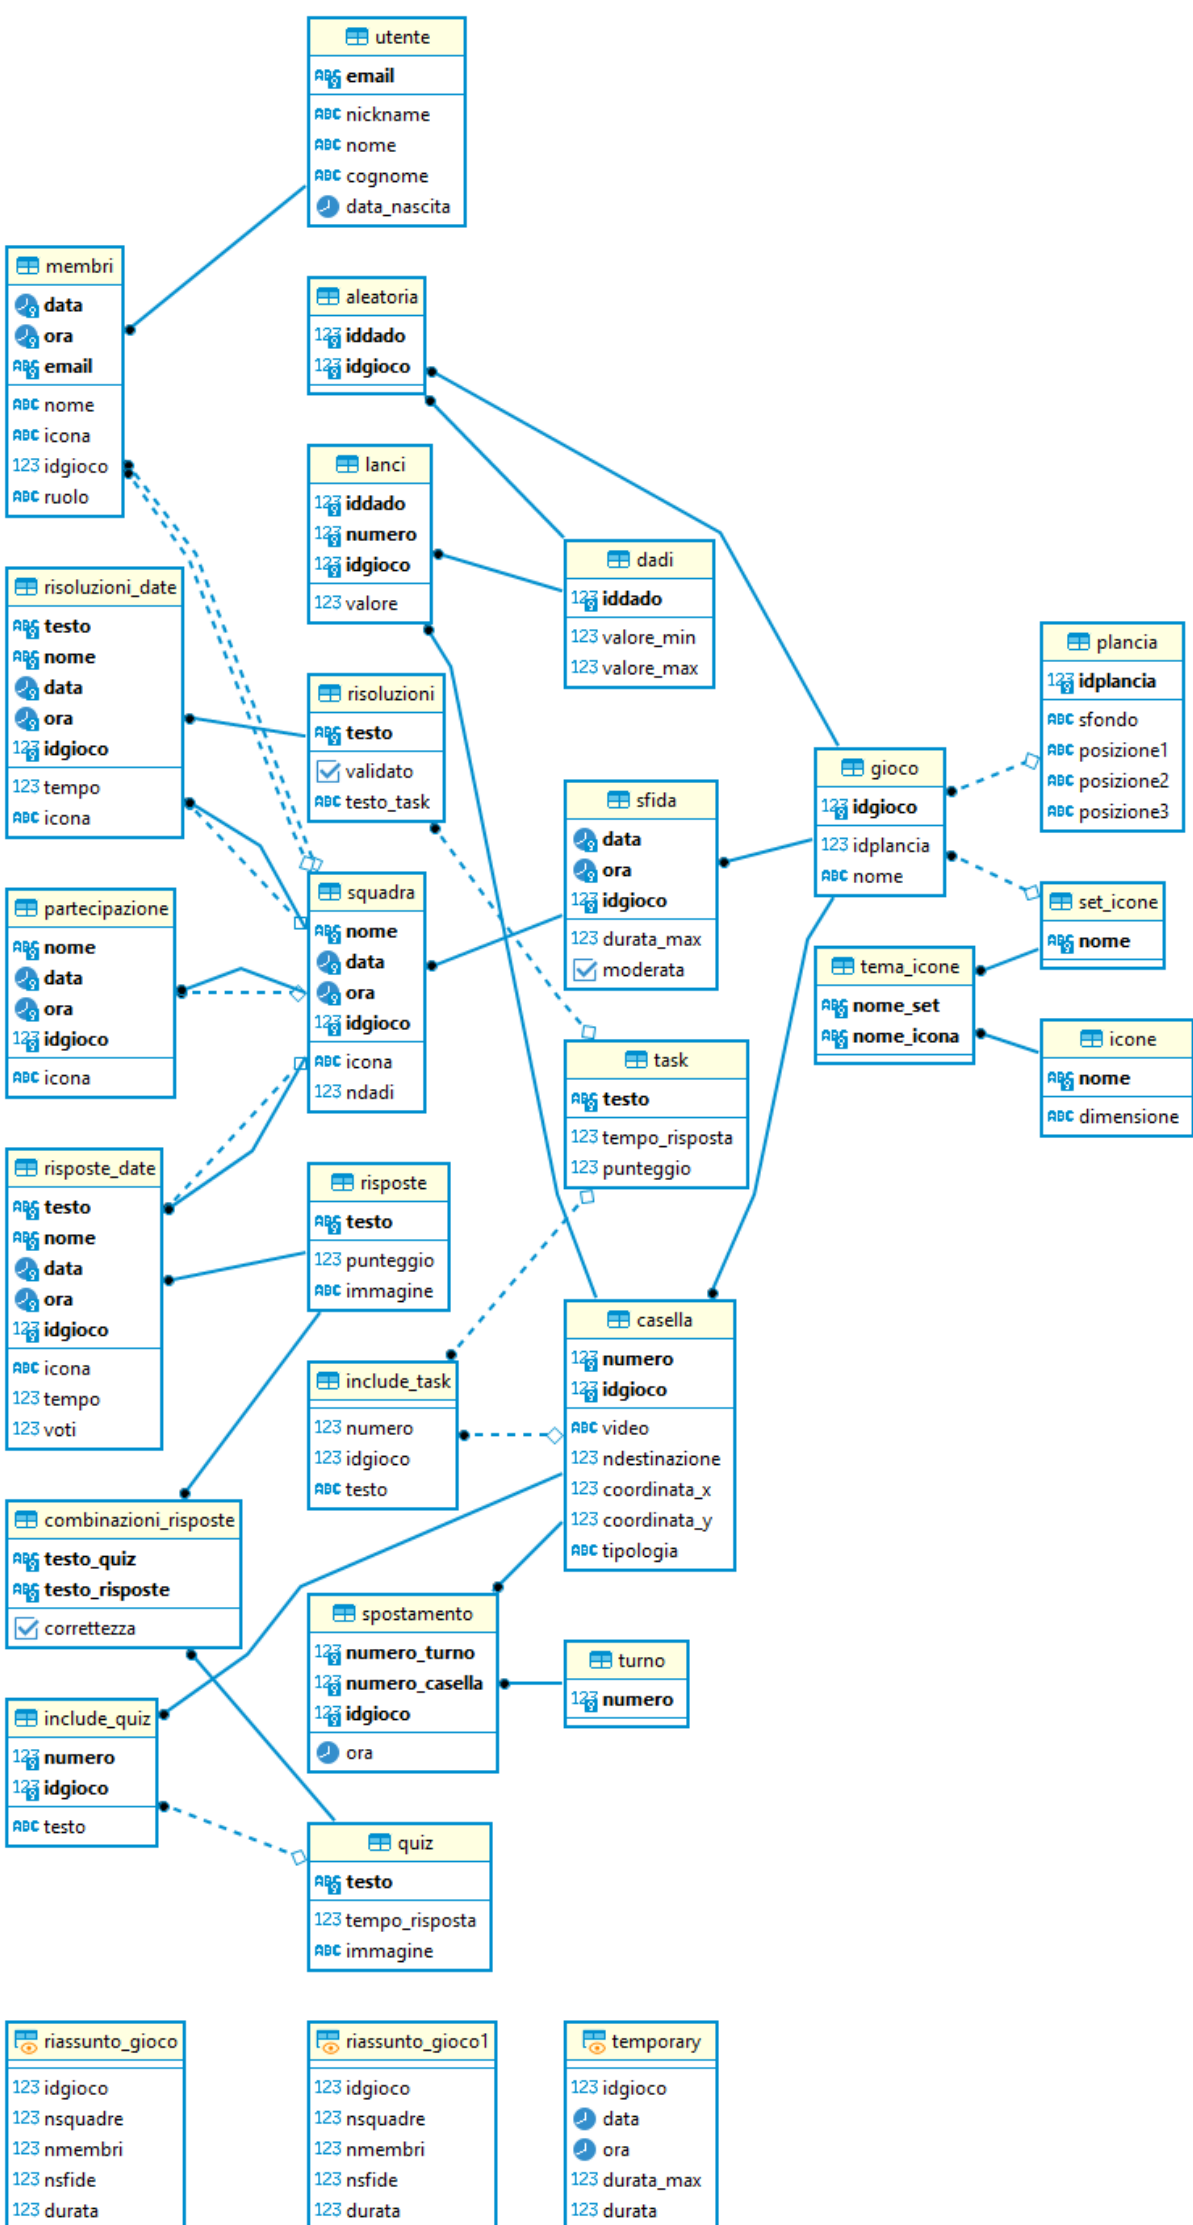 utente
email
nickname
nome
cognome
data_nascita
membri
data
ora
email
nome
icona
idgioco
ruolo
aleatoria
iddado
idgioco
lanci
iddado
numero
idgioco
valore
dadi
iddado
valore_min
valore_max
risoluzioni_date
testo
nome
data
ora
idgioco
tempo
icona
risoluzioni
testo
validato
testo_task
plancia
idplancia
sfondo
posizione1
posizione2
posizione3
gioco
idgioco
idplancia
nome
sfida
data
ora
idgioco
durata_max
moderata
partecipazione
nome
data
ora
idgioco
icona
squadra
nome
data
ora
idgioco
icona
ndadi
set_icone
nome
tema_icone
nome_set
nome_icona
icone
nome
dimensione
task
testo
tempo_risposta
punteggio
risposte_date
testo
nome
data
ora
idgioco
icona
tempo
voti
risposte
testo
punteggio
immagine
include_task
numero
idgioco
testo
casella
numero
idgioco
video
ndestinazione
coordinata_x
coordinata_y
tipologia
combinazioni_risposte
testo_quiz
testo_risposte
correttezza
spostamento
numero_turno
numero_casella
idgioco
ora
turno
numero
include_quiz
numero
idgioco
testo
quiz
testo
tempo_risposta
immagine
riassunto_gioco
idgioco
nsquadre
nmembri
nsfide
durata
riassunto_gioco1
idgioco
nsquadre
nmembri
nsfide
durata
temporary
idgioco
data
ora
durata_max
durata